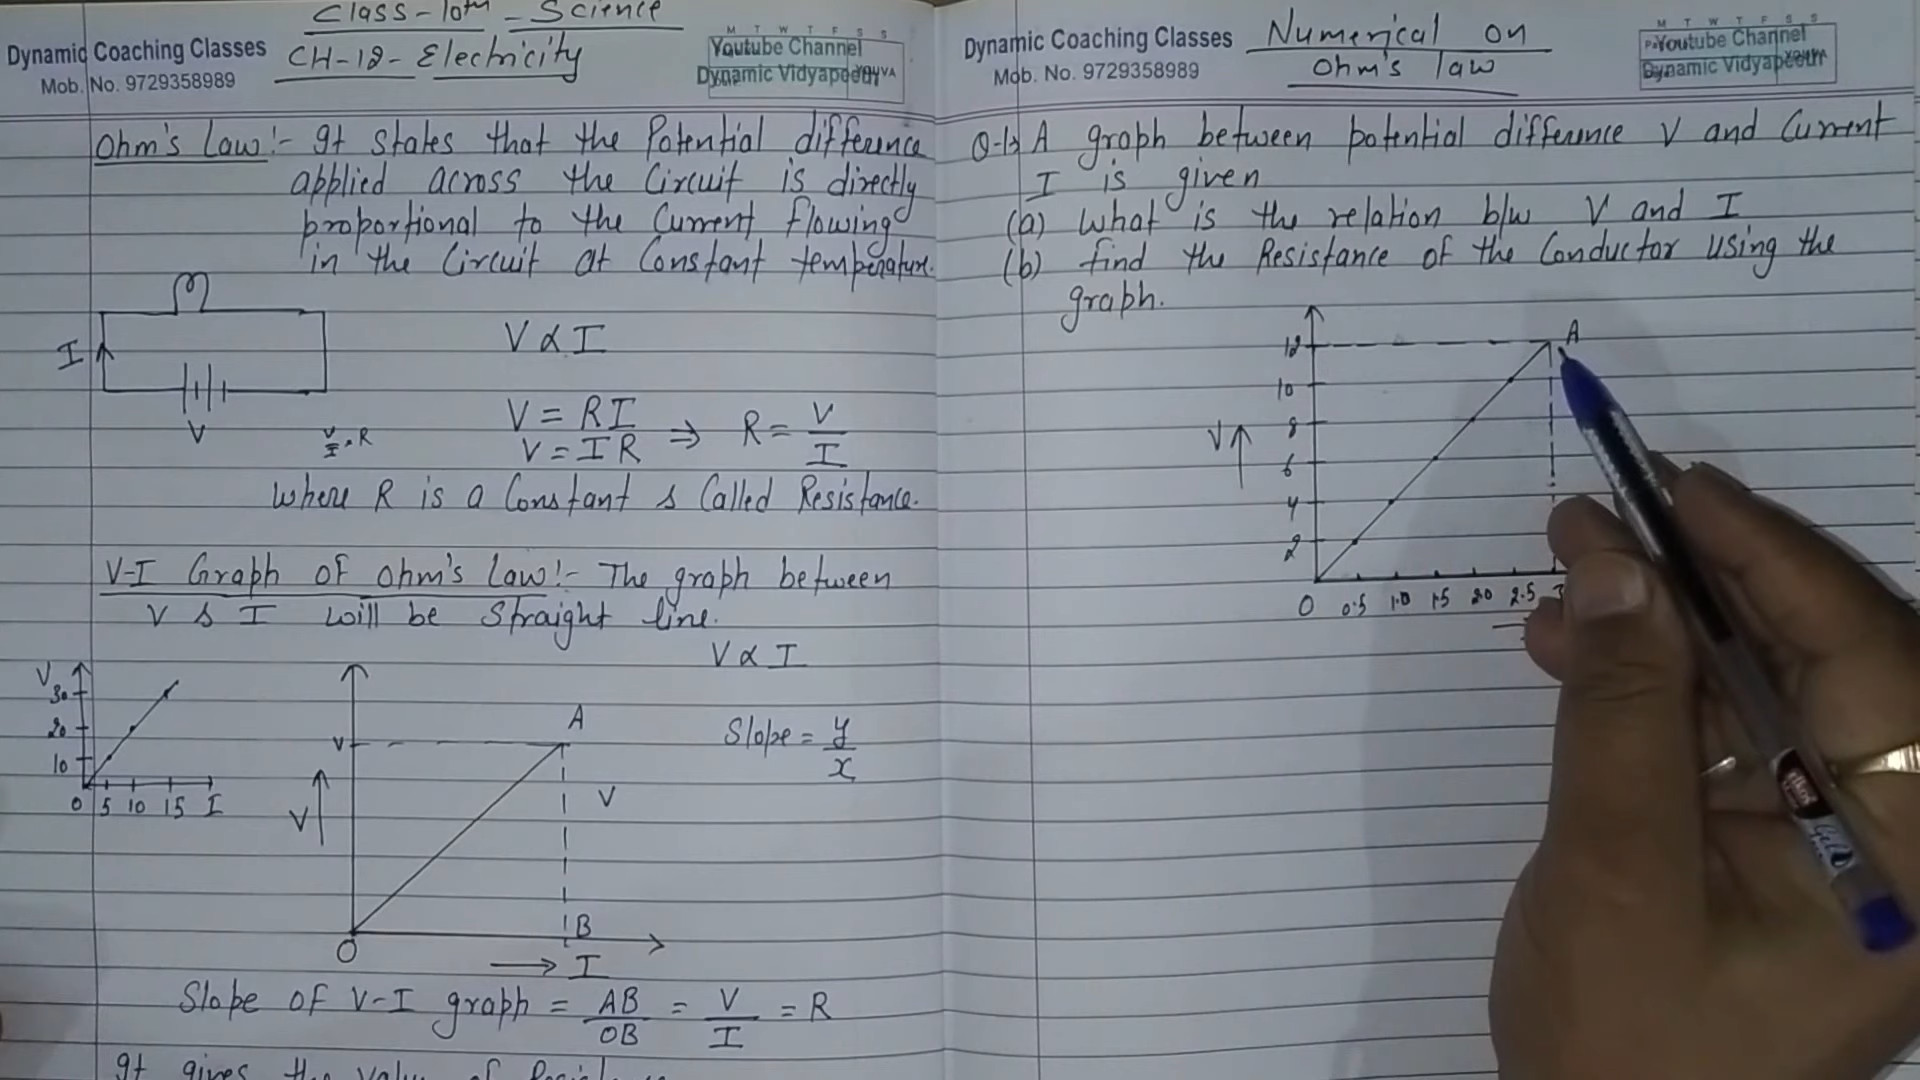 Class-10th - Science
Dynamic Coaching Classes
CH-12- Electricity
Mob. No. 9729358989
M T W T F S S
Youtube Channel
Dynamic Vidyapeeth
Ohm's Law:- It States that the Potential difference
applied across the Circuit is directly
proportional to the Current flowing
in the Circuit at Constant temperature.
I
V
V ∝ I
V = RI
V = IR ⇒ R = V/I
V/I = R
where R is a Constant & Called Resistance.
V-I Graph of Ohm's Law:- The graph between
V & I will be Straight line.
V ∝ I
V
30
20
10
0 5 10 15 I
A
V
V
V
B
O
I
Slope = y/x
Slope of V-I graph = AB/OB = V/I = R
It gives the value of
Dynamic Coaching Classes
Mob. No. 9729358989
Numerical on
Ohm's law
M T W T F S S
Youtube Channel
Dynamic Vidyapeeth
Q-1) A graph between potential difference V and Current
I is given
(a) What is the relation b/w V and I
(b) find the Resistance of the Conductor using the
graph.
A
12
10
8
6
4
2
V
0 0.5 1.0 1.5 2.0 2.5